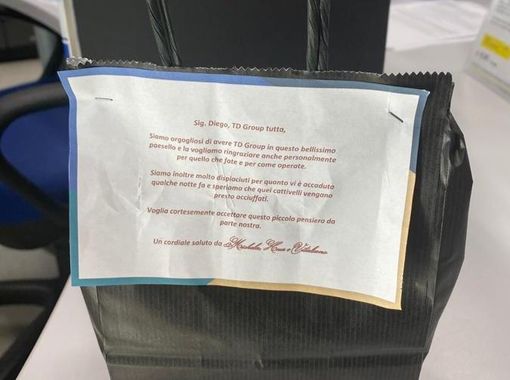 Sig. Diego, TD Group tutta,
Siamo orgogliosi di avere TD Group in questo bellissimo
paesello e la vogliamo ringraziare anche personalmente
per quello che fate e per come operate.
Siamo inoltre molto dispiaciuti per quanto vi è accaduto
qualche notte fa e speriamo che quei cattivelli vengano
presto acciuffati.
Voglia cortesemente accettare questo piccolo pensiero da
parte nostra.
Un cordiale saluto da